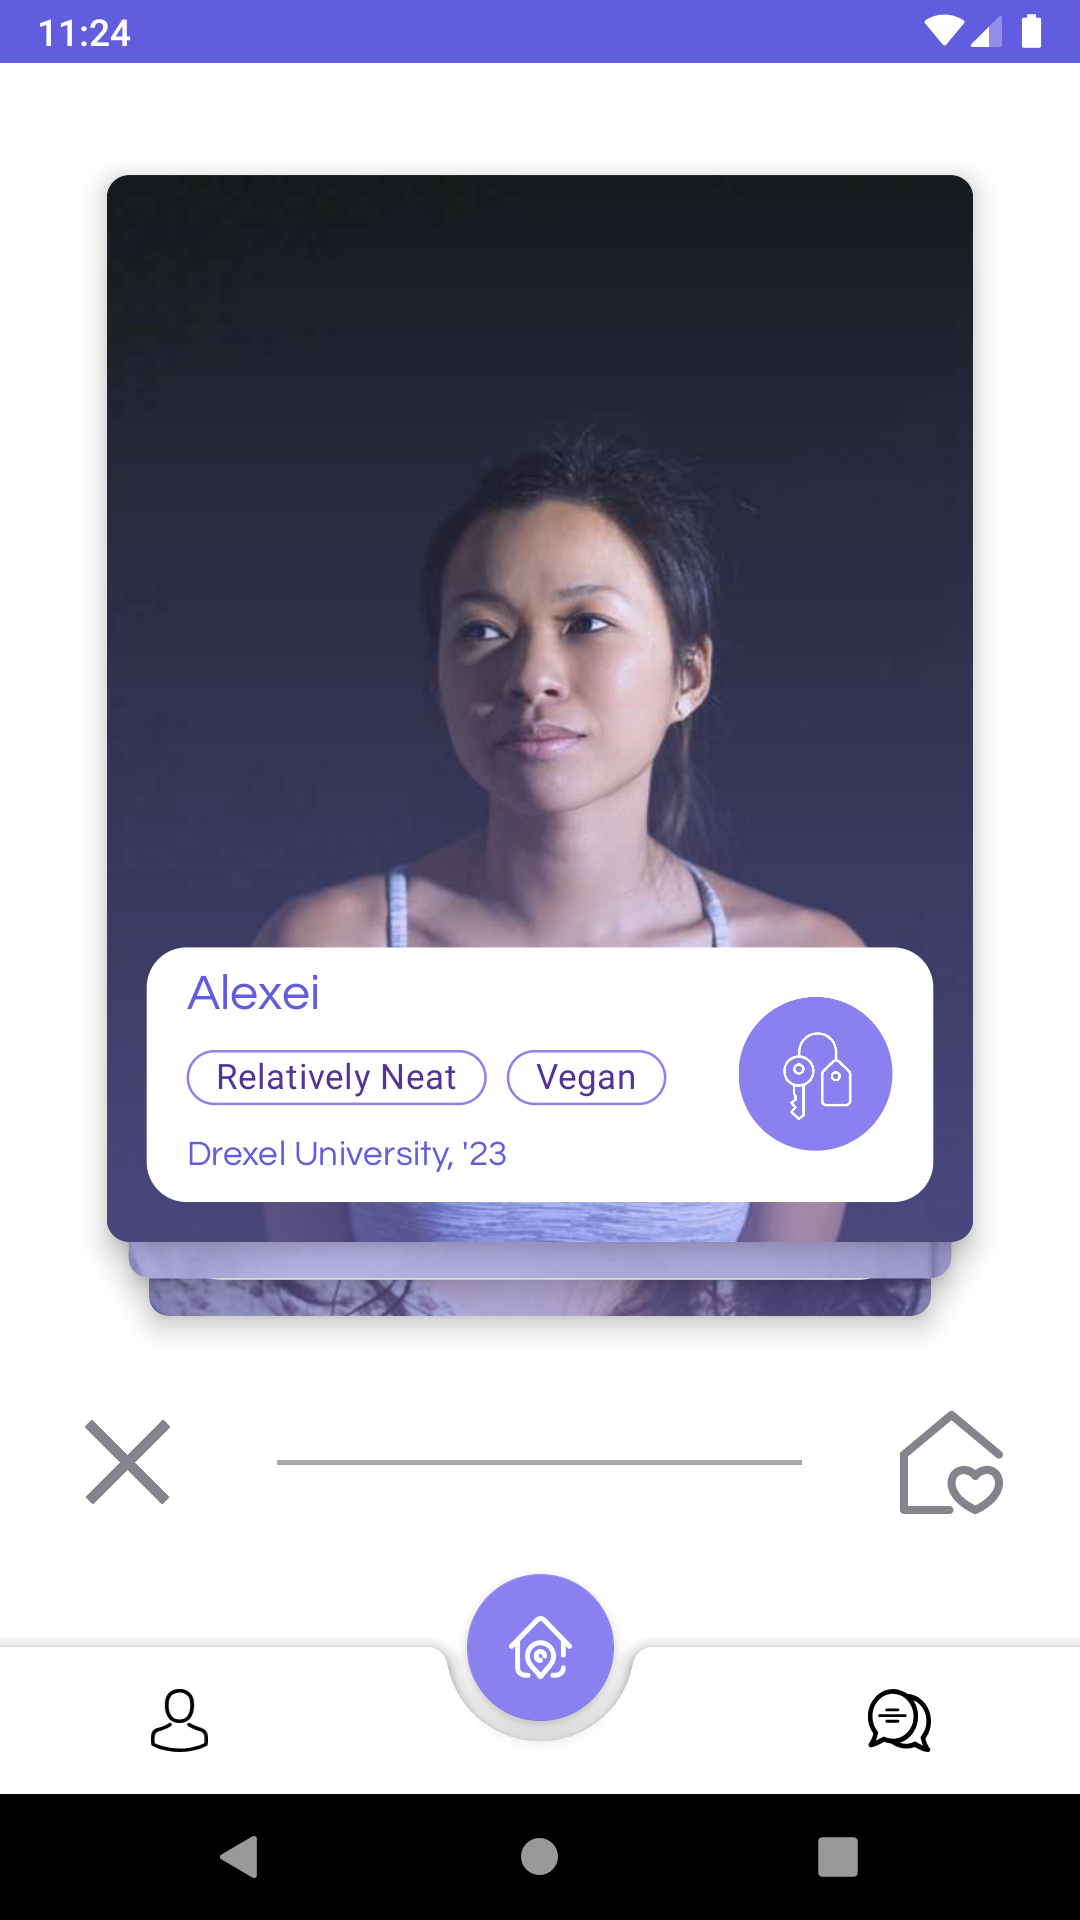 11:24
Alexei
Relatively Neat Vegan
Drexel University, '23